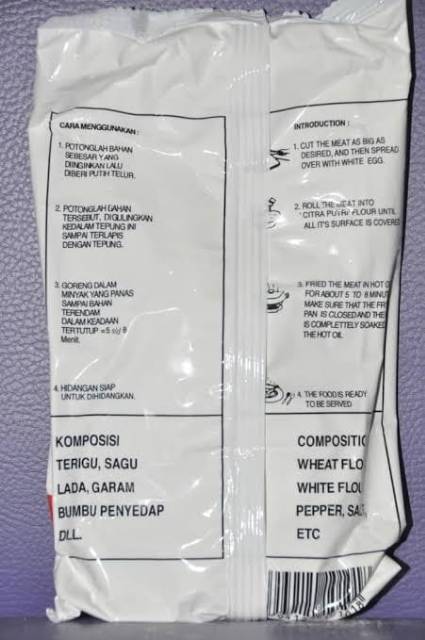 CARA MENGGUNAKAN :
1. POTONGLAH BAHAN
SEBESAR YANG
DIINGINKAN LALU
DIBERI PUTIH TELUR.
2. POTONGLAH BAHAN
TERSEBUT, DIGULINGKAN
KEDALAM TEPUNG INI
SAMPAI TERLAPIS
DENGAN TEPUNG.
3. GORENG DALAM
MINYAK YANG PANAS
SAMPAI BAHAN
TERENDAM
DALAM KEADAAN
TERTUTUP ± 5 s/d 8
Menit.
4. HIDANGAN SIAP
UNTUK DIHIDANGKAN.
KOMPOSISI
TERIGU, SAGU
LADA, GARAM
BUMBU PENYEDAP
DLL.
INTRODUCTION :
1. CUT THE MEAT AS BIG AS
DESIRED, AND THEN SPREAD
OVER WITH WHITE EGG.
2. ROLL THE MEAT INTO
CITRA PUTRI FLOUR UNTIL
ALL IT'S SURFACE IS COVERED
3. FRIED THE MEAT IN HOT O
FOR ABOUT 5 TO 8 MINU
MAKE SURE THAT THE FR
PAN IS CLOSED AND THE
IS COMPLETTELY SOAKED
THE HOT OIL
4. THE FOOD IS READY
TO BE SERVED
COMPOSITIO
WHEAT FLO
WHITE FLOU
PEPPER, SA
ETC